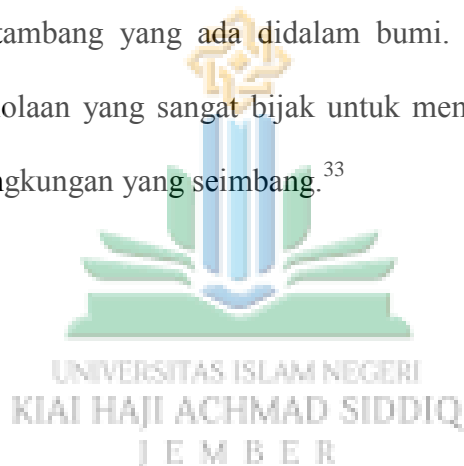 tambang yang ada didalam bumi.
olaan yang sangat bijak untuk men
ngkungan yang seimbang.³³
UNIVERSITAS ISLAM NEGERI
KIAI HAJI ACHMAD SIDDIQ
JEMBER